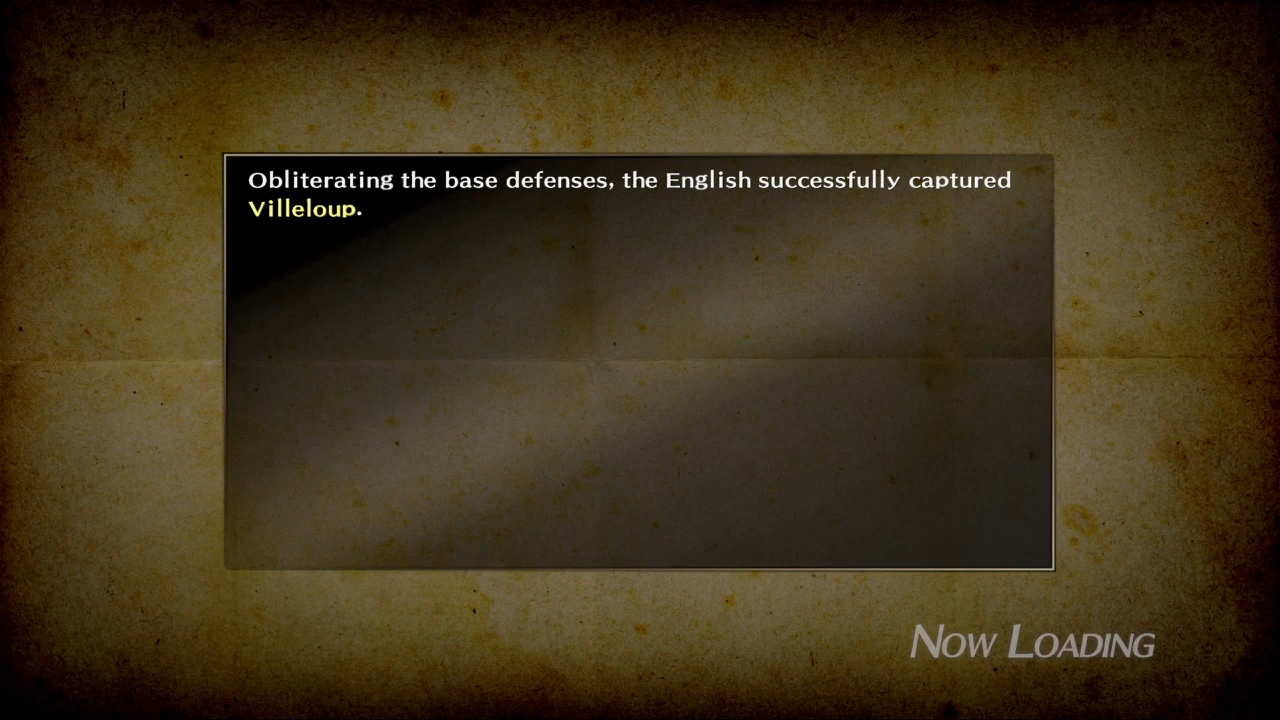 Obliterating the base defenses, the English successfully captured
Villeloup.
Now Loading